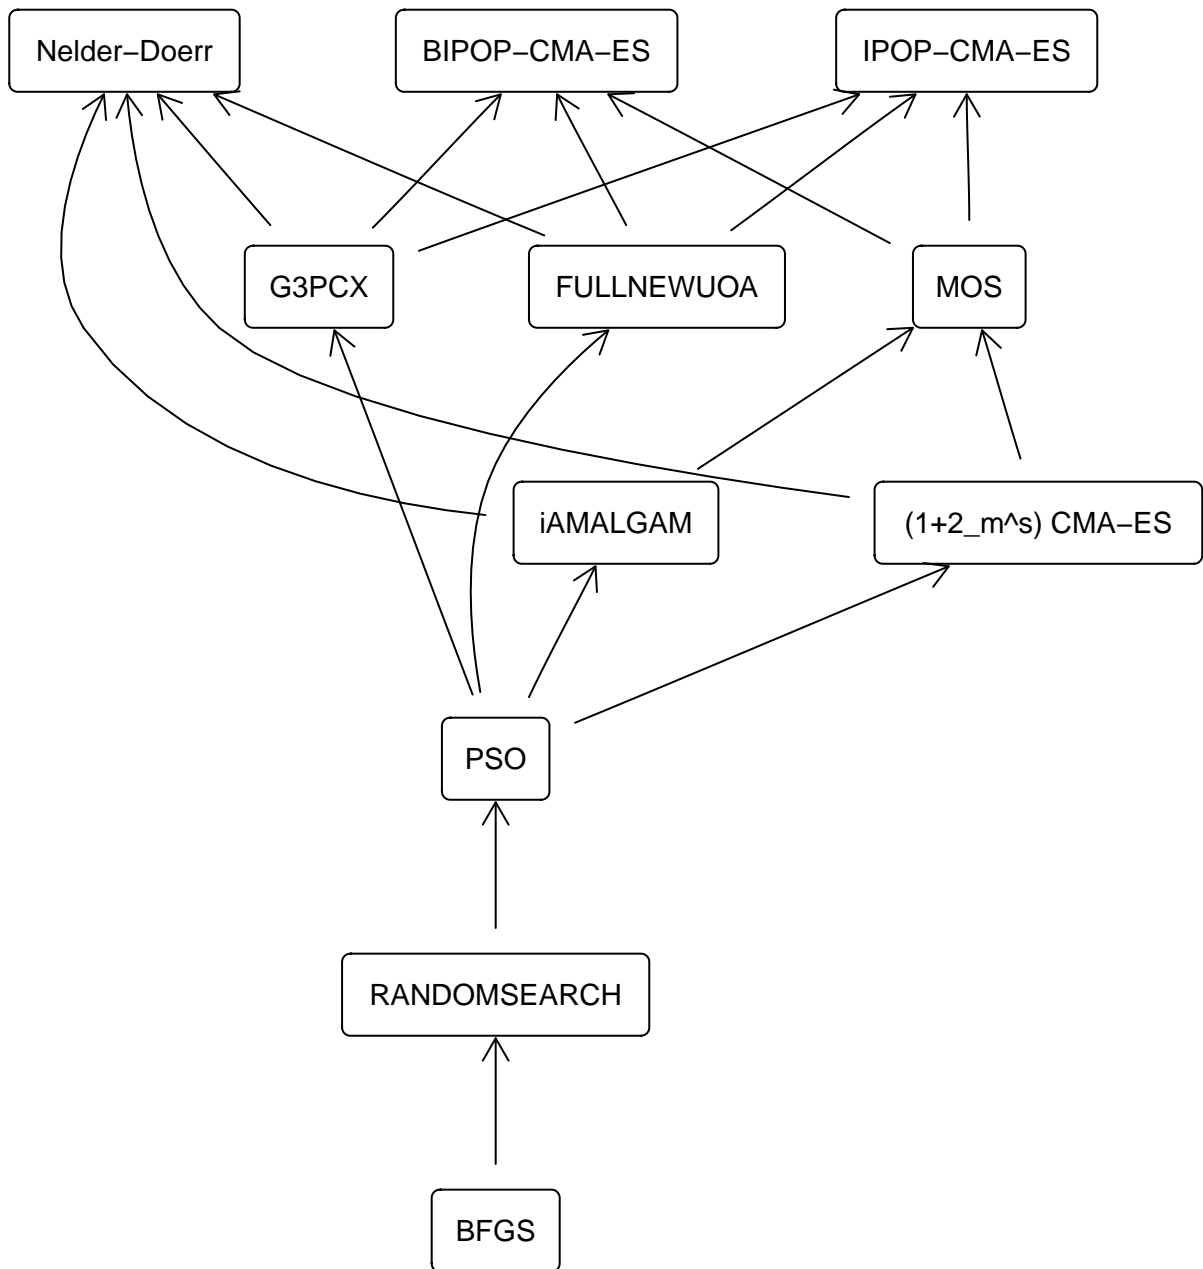 Nelder−Doerr
BIPOP−CMA−ES
IPOP−CMA−ES
G3PCX
FULLNEWUOA
MOS
iAMALGAM
(1+2_m^s) CMA−ES
PSO
RANDOMSEARCH
BFGS